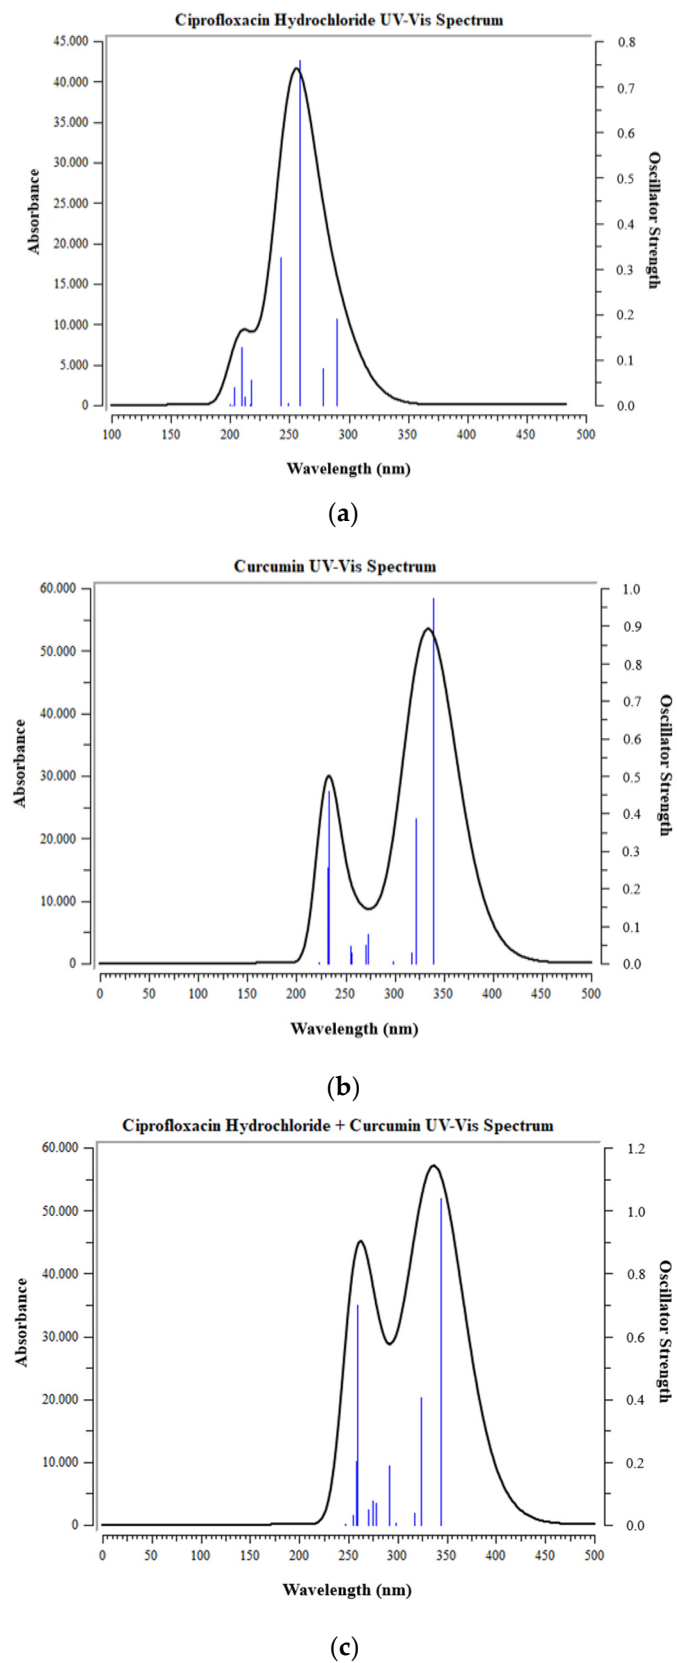 Ciprofloxacin Hydrochloride UV-Vis Spectrum
45.000
40.000
35.000
30.000
25.000
20.000
15.000
10.000
5.000
0
Absorbance
0.8
0.7
0.6
0.5
0.4
0.3
0.2
0.1
0.0
Oscillator Strength
100 150 200 250 300 350 400 450 500
Wavelength (nm)
(a)
Curcumin UV-Vis Spectrum
60.000
50.000
40.000
30.000
20.000
10.000
0
Absorbance
1.0
0.9
0.8
0.7
0.6
0.5
0.4
0.3
0.2
0.1
0.0
Oscillator Strength
0 50 100 150 200 250 300 350 400 450 500
Wavelength (nm)
(b)
Ciprofloxacin Hydrochloride + Curcumin UV-Vis Spectrum
60.000
50.000
40.000
30.000
20.000
10.000
0
Absorbance
1.2
1.0
0.8
0.6
0.4
0.2
0.0
Oscillator Strength
0 50 100 150 200 250 300 350 400 450 500
Wavelength (nm)
(c)